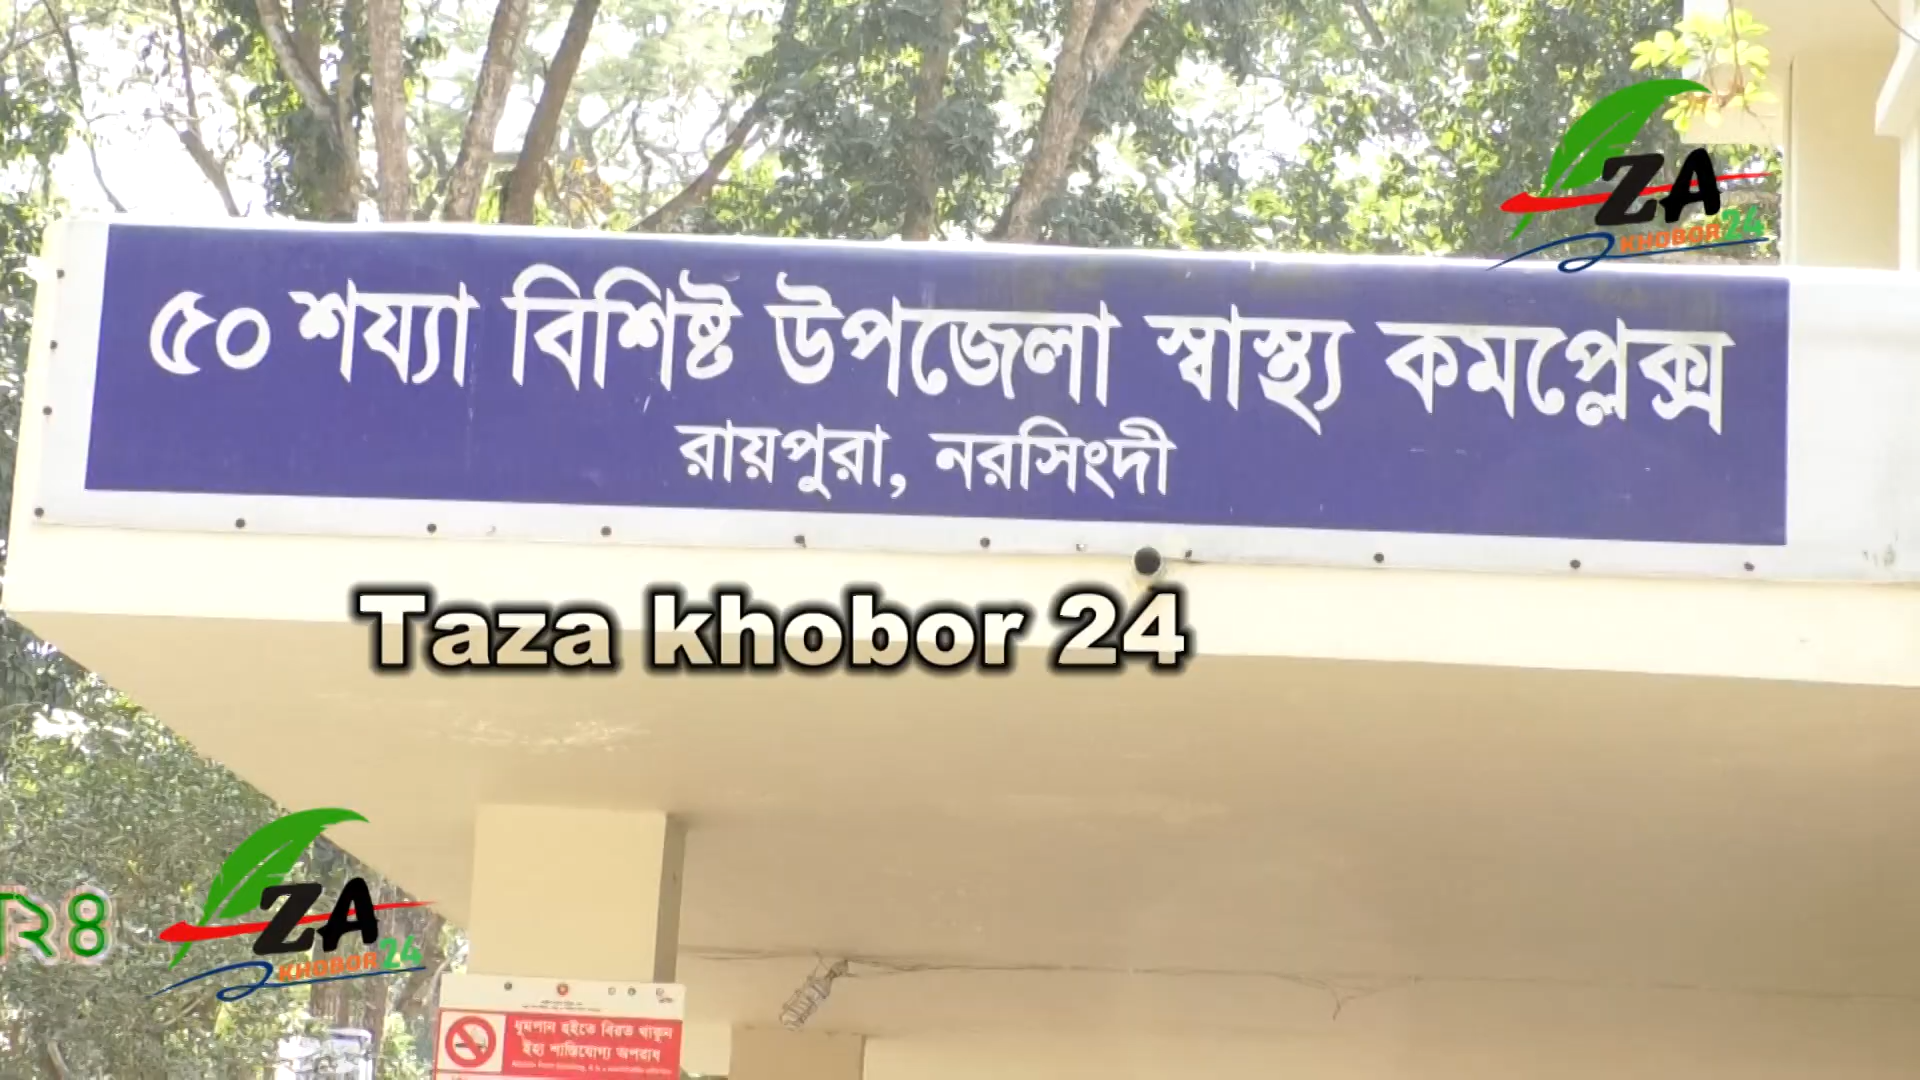 ZA
KHOBOR 24
৫০ শয্যা বিশিষ্ট উপজেলা স্বাস্থ্য কমপ্লেক্স
রায়পুরা, নরসিংদী
Taza khobor 24
ZA
KHOBOR 24
২৪
ধূমপান হইতে বিরত থাকুন
ইহা শাস্তিযোগ্য অপরাধ